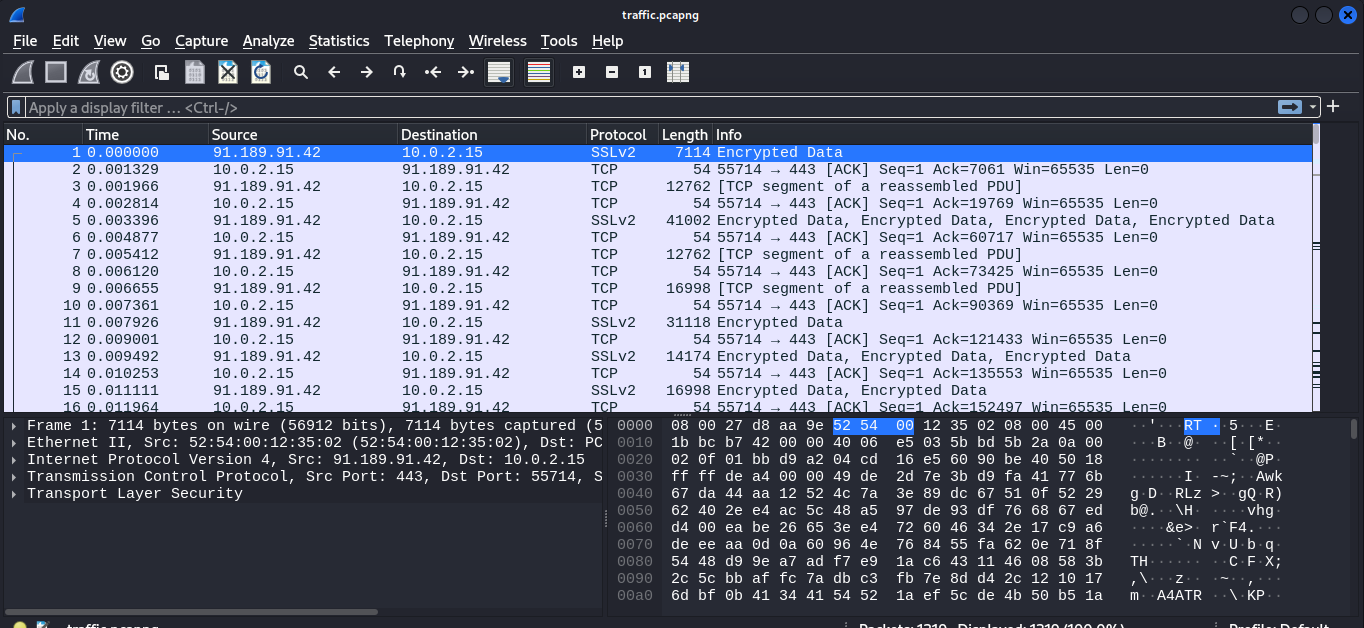 traffic.pcapng
File Edit View Go Capture Analyze Statistics Telephony Wireless Tools Help
Apply a display filter … <Ctrl-/>
No. Time Source Destination Protocol Length Info
1 0.000000 91.189.91.42 10.0.2.15 SSLv2 7114 Encrypted Data
2 0.001329 10.0.2.15 91.189.91.42 TCP 54 55714 → 443 [ACK] Seq=1 Ack=7061 Win=65535 Len=0
3 0.001966 91.189.91.42 10.0.2.15 TCP 12762 [TCP segment of a reassembled PDU]
4 0.002814 10.0.2.15 91.189.91.42 TCP 54 55714 → 443 [ACK] Seq=1 Ack=19769 Win=65535 Len=0
5 0.003396 91.189.91.42 10.0.2.15 SSLv2 41002 Encrypted Data, Encrypted Data, Encrypted Data, Encrypted Data
6 0.004877 10.0.2.15 91.189.91.42 TCP 54 55714 → 443 [ACK] Seq=1 Ack=60717 Win=65535 Len=0
7 0.005412 91.189.91.42 10.0.2.15 TCP 12762 [TCP segment of a reassembled PDU]
8 0.006120 10.0.2.15 91.189.91.42 TCP 54 55714 → 443 [ACK] Seq=1 Ack=73425 Win=65535 Len=0
9 0.006655 91.189.91.42 10.0.2.15 TCP 16998 [TCP segment of a reassembled PDU]
10 0.007361 10.0.2.15 91.189.91.42 TCP 54 55714 → 443 [ACK] Seq=1 Ack=90369 Win=65535 Len=0
11 0.007926 91.189.91.42 10.0.2.15 SSLv2 31118 Encrypted Data
12 0.009001 10.0.2.15 91.189.91.42 TCP 54 55714 → 443 [ACK] Seq=1 Ack=121433 Win=65535 Len=0
13 0.009492 91.189.91.42 10.0.2.15 SSLv2 14174 Encrypted Data, Encrypted Data, Encrypted Data
14 0.010253 10.0.2.15 91.189.91.42 TCP 54 55714 → 443 [ACK] Seq=1 Ack=135553 Win=65535 Len=0
15 0.011111 91.189.91.42 10.0.2.15 SSLv2 16998 Encrypted Data, Encrypted Data
16 0.011964 10.0.2.15 91.189.91.42 TCP 54 55714 → 443 [ACK] Seq=1 Ack=152497 Win=65535 Len=0
Frame 1: 7114 bytes on wire (56912 bits), 7114 bytes captured (5
Ethernet II, Src: 52:54:00:12:35:02 (52:54:00:12:35:02), Dst: PC
Internet Protocol Version 4, Src: 91.189.91.42, Dst: 10.0.2.15
Transmission Control Protocol, Src Port: 443, Dst Port: 55714, S
Transport Layer Security
0000 08 00 27 d8 aa 9e 52 54 00 12 35 02 08 00 45 00 ··'···RT ··5···E·
0010 1b bc b7 42 00 00 40 06 e5 03 5b bd 5b 2a 0a 00 ···B··@· ··[·[*··
0020 02 0f 01 bb d9 a2 04 cd 16 e5 60 90 be 40 50 18 ········ ··`··@P·
0030 ff ff de a4 00 00 49 de 2d 7e 3b d9 fa 41 77 6b ······I· -~;··Awk
0040 67 da 44 aa 12 52 4c 7a 3e 89 dc 67 51 0f 52 29 g·D··RLz >··gQ·R)
0050 62 40 2e e4 ac 5c 48 a5 97 de 93 df 76 68 67 ed b@.··\H· ····vhg·
0060 d4 00 ea be 26 65 3e e4 72 60 46 34 2e 17 c9 a6 ····&e>· r`F4.···
0070 de ee aa 0d 0a 60 96 4e 76 84 55 fa 62 0e 71 8f ·····`·N v·U·b·q·
0080 54 48 d9 9e a7 ad f7 e9 1a c6 43 11 46 08 58 3b TH······ ··C·F·X;
0090 2c 5c bb af fc 7a db c3 fb 7e 8d d4 2c 12 10 17 ,\···z·· ·~··,···
00a0 6d bf 0b 41 34 41 54 52 1a ef 5c de 4b 50 b5 1a m··A4ATR ··\·KP··
traffic.pcapng Packets: 1319 · Displayed: 1319 (100.0%) Profile: Default